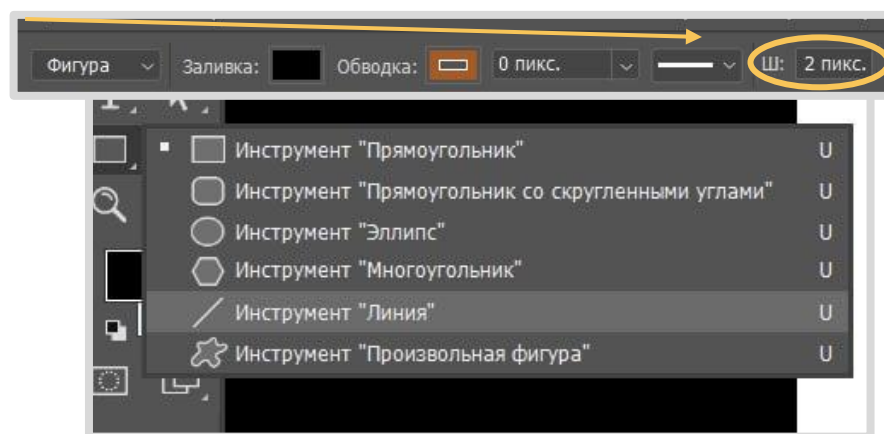 Фигура Заливка: Обводка: 0 пикс. Ш: 2 пикс.
Инструмент "Прямоугольник" U
Инструмент "Прямоугольник со скругленными углами" U
Инструмент "Эллипс" U
Инструмент "Многоугольник" U
Инструмент "Линия" U
Инструмент "Произвольная фигура" U